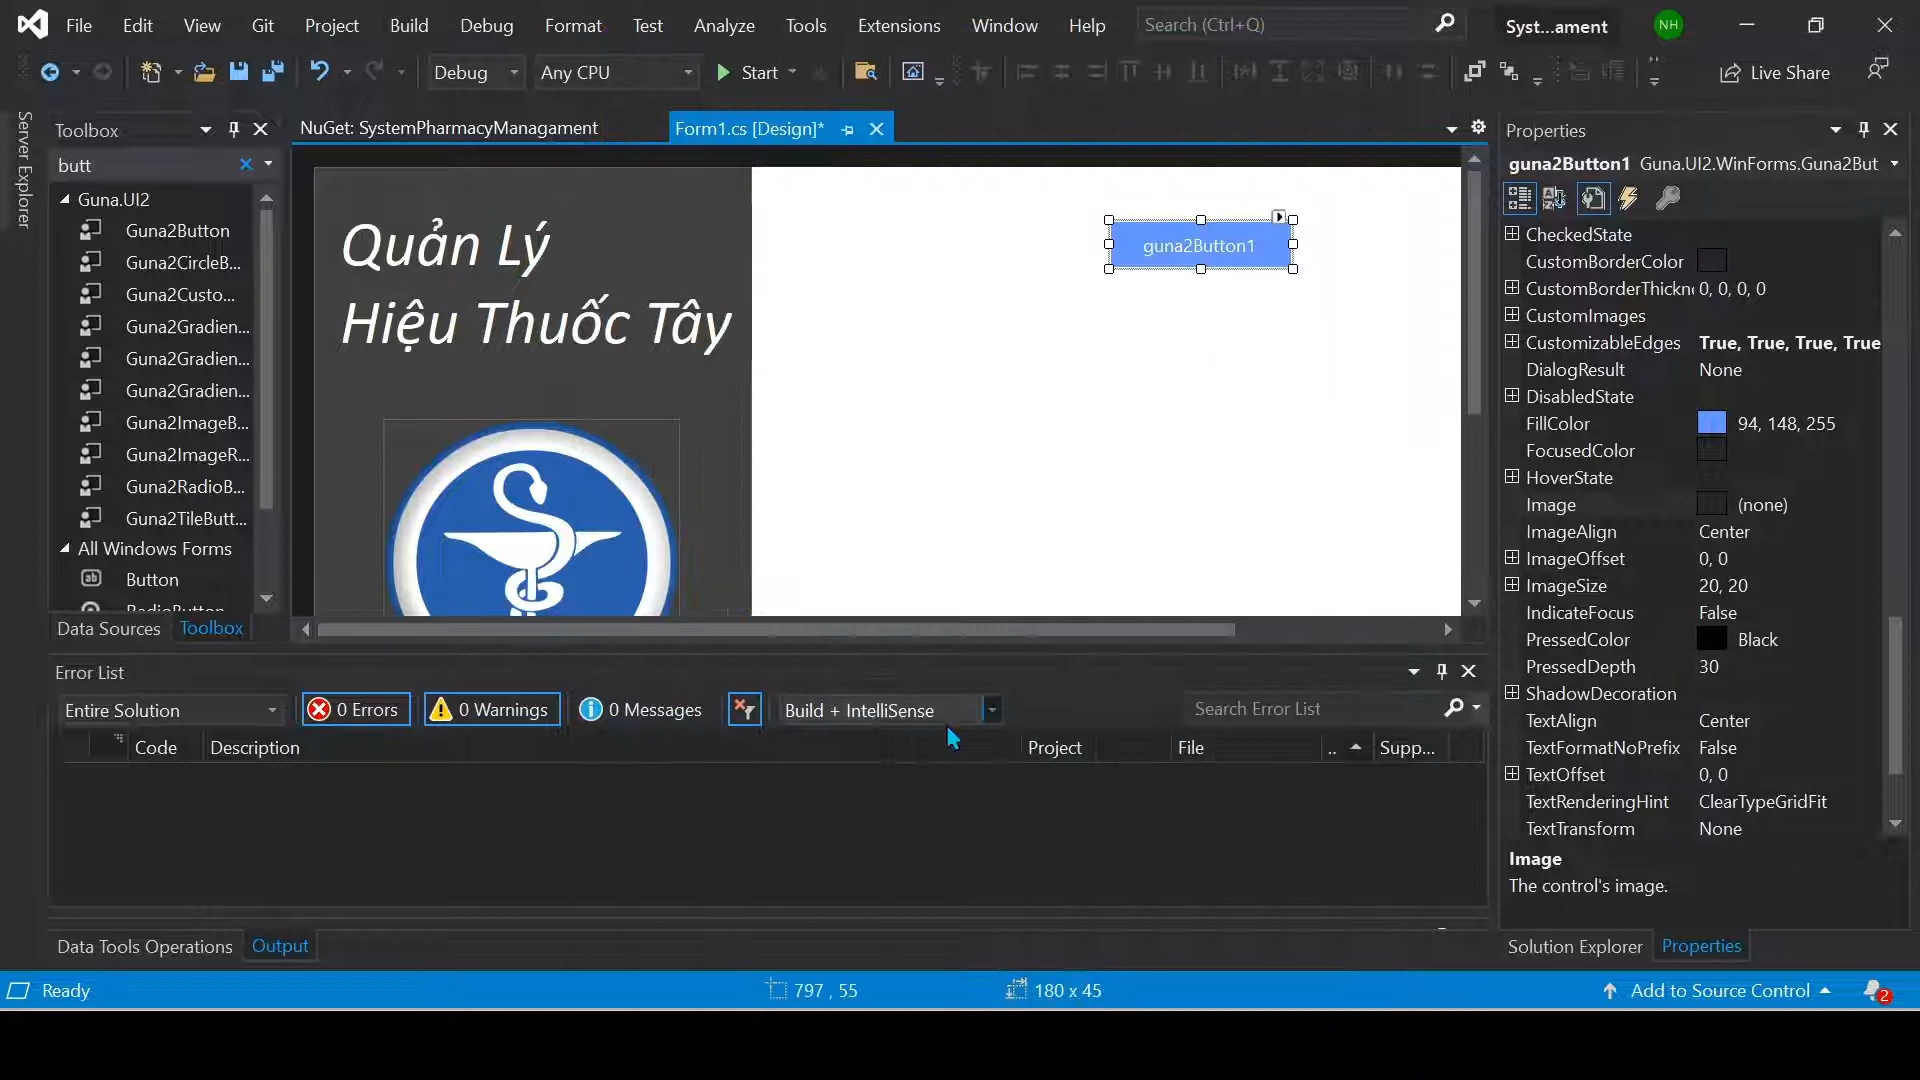 File Edit View Git Project Build Debug Format Test Analyze Tools Extensions Window Help Search (Ctrl+Q) Syst...ament NH
Debug Any CPU Start Live Share
Server Explorer
Toolbox
butt
Guna.UI2
Guna2Button
Guna2CircleB...
Guna2Custo...
Guna2Gradien...
Guna2Gradien...
Guna2Gradien...
Guna2ImageB...
Guna2ImageR...
Guna2RadioB...
Guna2TileButt...
All Windows Forms
ab Button
RadioButton
Data Sources Toolbox
NuGet: SystemPharmacyManagament Form1.cs [Design]*
Quản Lý
Hiệu Thuốc Tây
guna2Button1
Properties
guna2Button1 Guna.UI2.WinForms.Guna2But
CheckedState
CustomBorderColor
CustomBorderThickn 0, 0, 0, 0
CustomImages
CustomizableEdges True, True, True, True
DialogResult None
DisabledState
FillColor 94, 148, 255
FocusedColor
HoverState
Image (none)
ImageAlign Center
ImageOffset 0, 0
ImageSize 20, 20
IndicateFocus False
PressedColor Black
PressedDepth 30
ShadowDecoration
TextAlign Center
TextFormatNoPrefix False
TextOffset 0, 0
TextRenderingHint ClearTypeGridFit
TextTransform None
Image
The control's image.
Solution Explorer Properties
Error List
Entire Solution 0 Errors 0 Warnings 0 Messages Build + IntelliSense Search Error List
Code Description Project File .. Supp...
Data Tools Operations Output
Ready 797 , 55 180 x 45 Add to Source Control 2